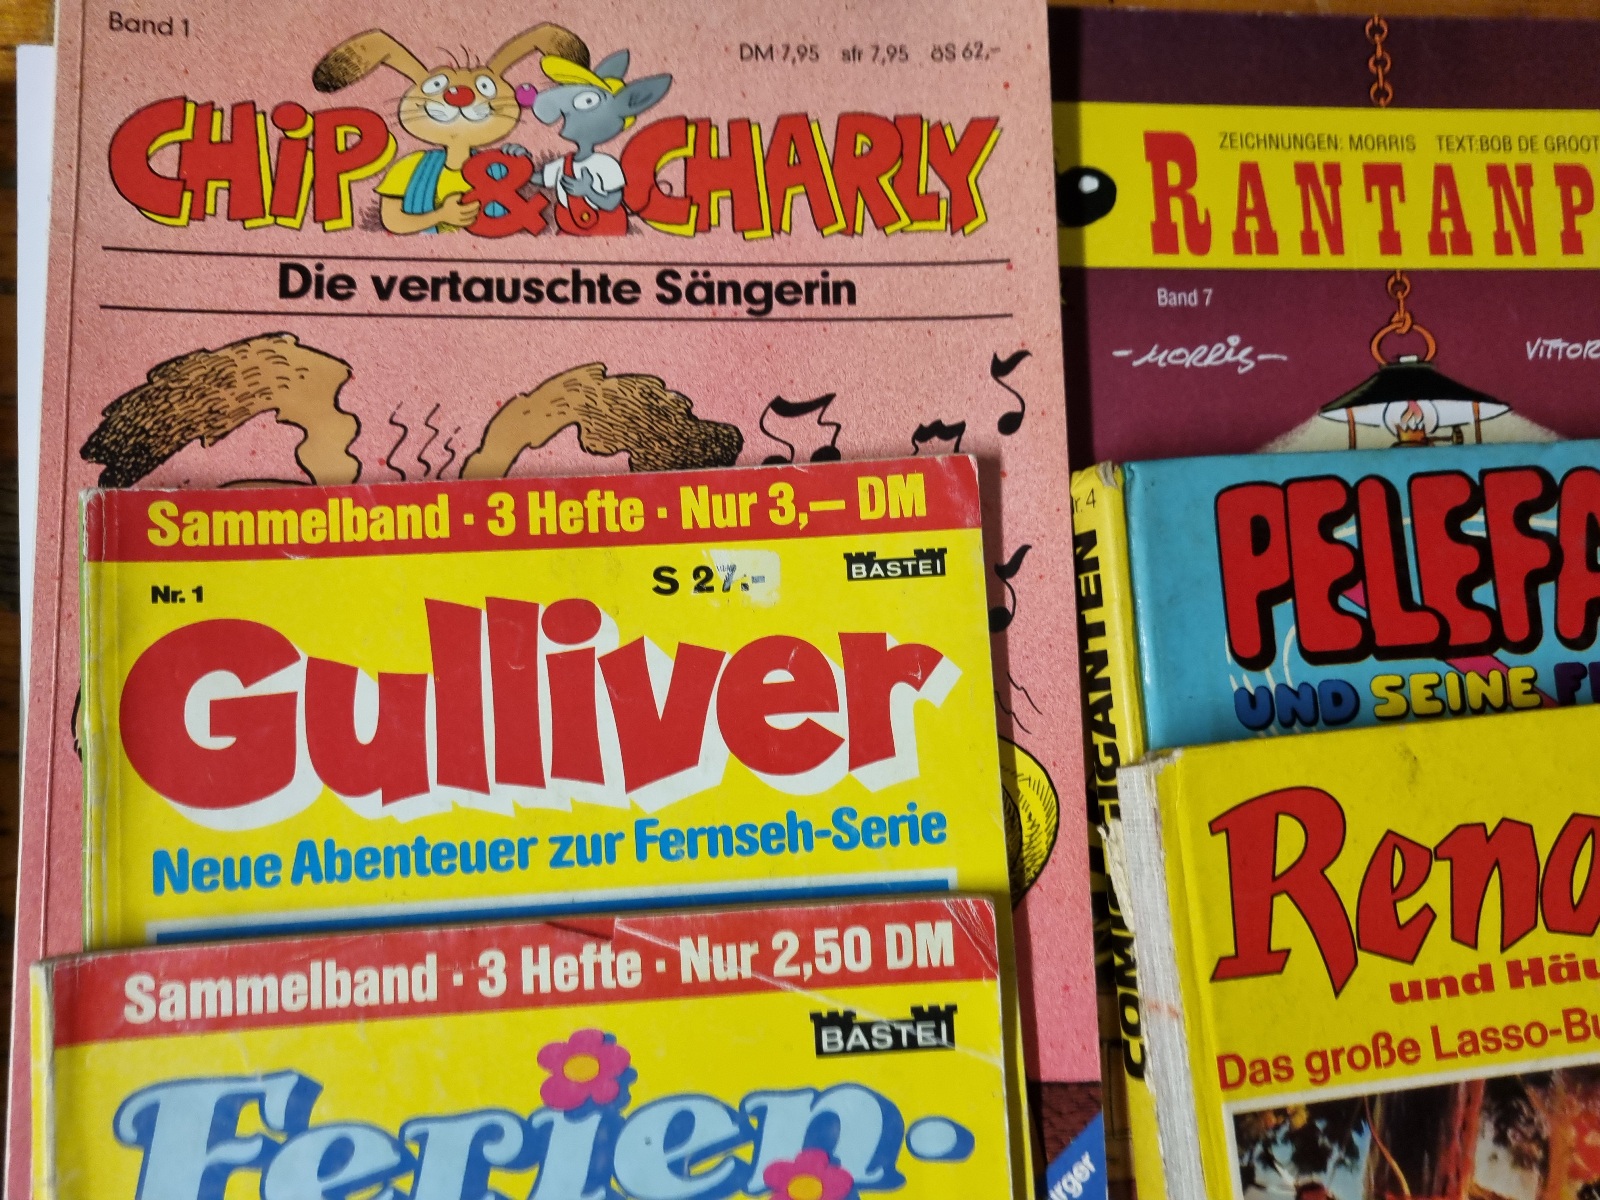 Band 1
DM 7,95 sfr 7,95 öS 62,-
CHIP & CHARLY
Die vertauschte Sängerin
ZEICHNUNGEN: MORRIS TEXT: BOB DE GROOT
RANTANP
Band 7
-MORRIS-
VITTOR
Sammelband · 3 Hefte · Nur 3,— DM
Nr. 1
S 27.-
BASTEI
Gulliver
Neue Abenteuer zur Fernseh-Serie
Sammelband · 3 Hefte · Nur 2,50 DM
BASTEI
Ferien-
r. 4
PELEFA
UND SEINE F
Reno
und Häu
Das große Lasso-Bu
rger